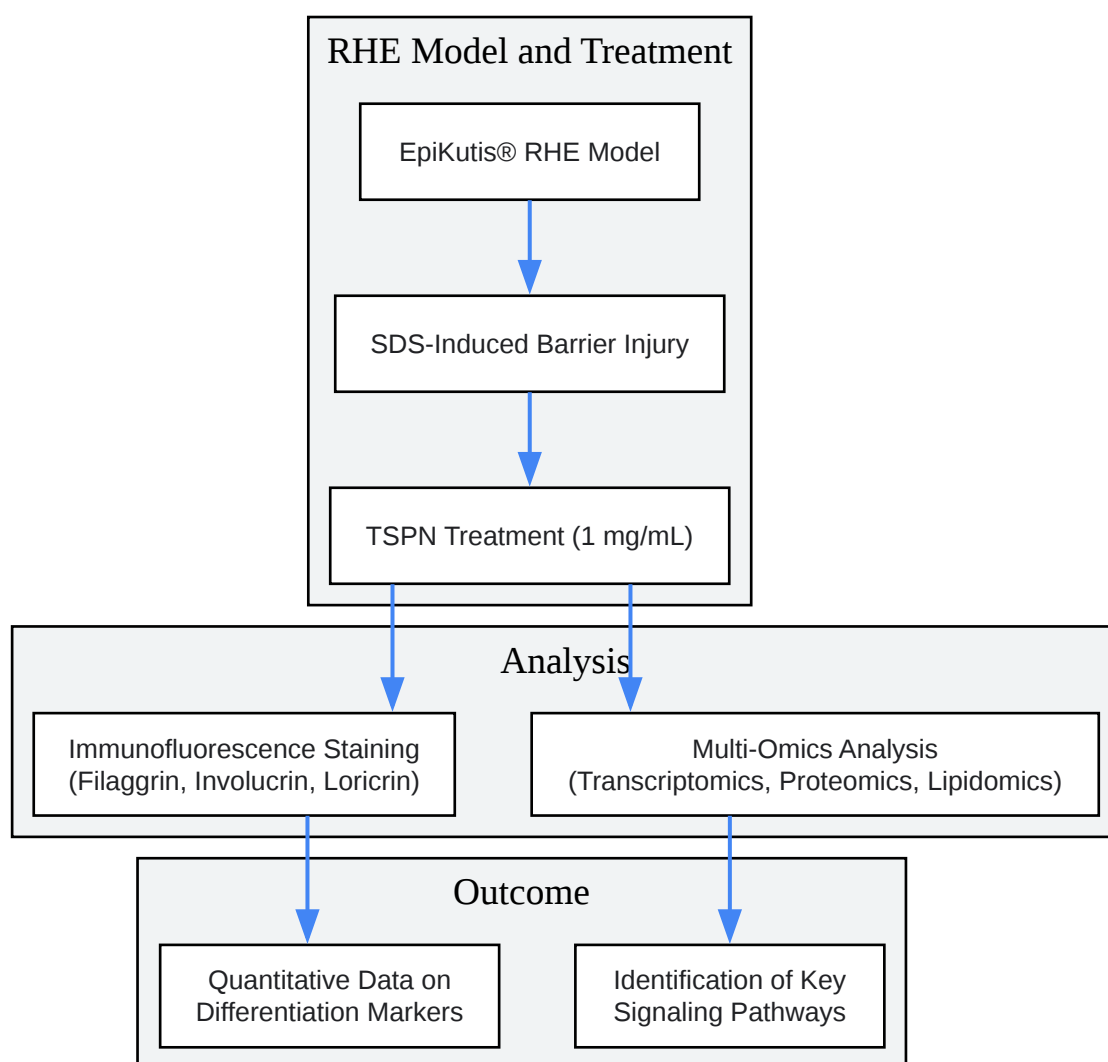 RHE Model and Treatment
EpiKutis® RHE Model
SDS-Induced Barrier Injury
TSPN Treatment (1 mg/mL)
Analysis
Immunofluorescence Staining
(Filaggrin, Involucrin, Loricrin)
Multi-Omics Analysis
(Transcriptomics, Proteomics, Lipidomics)
Outcome
Quantitative Data on
Differentiation Markers
Identification of Key
Signaling Pathways